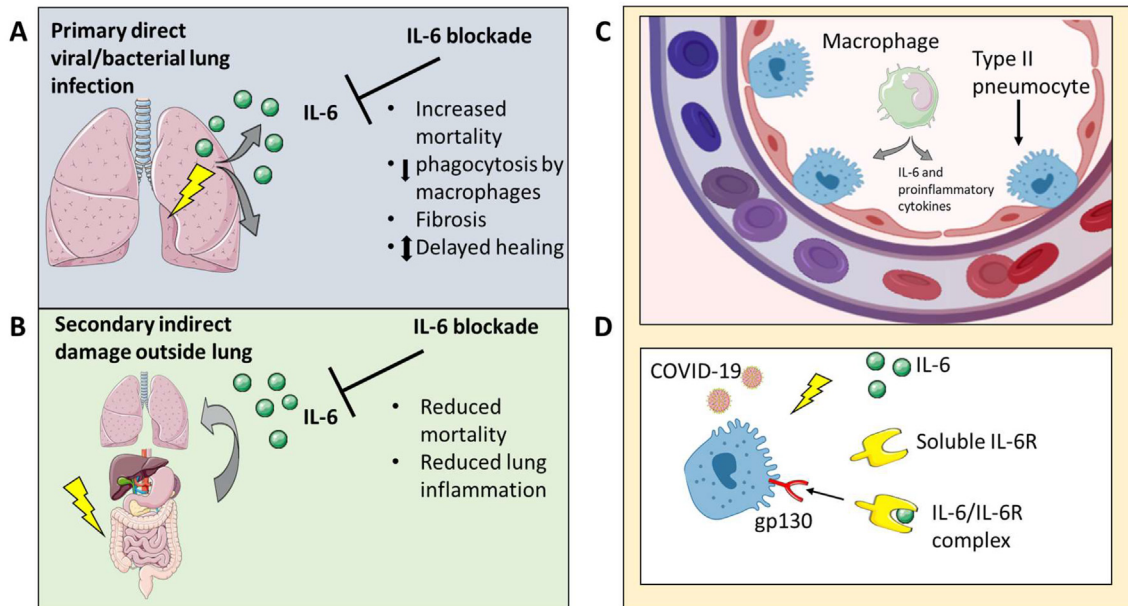 A
Primary direct
viral/bacterial lung
infection
IL-6 blockade
IL-6
• Increased
mortality
• phagocytosis by
macrophages
• Fibrosis
• Delayed healing
B
Secondary indirect
damage outside lung
IL-6 blockade
IL-6
• Reduced
mortality
• Reduced lung
inflammation
C
Macrophage
Type II
pneumocyte
IL-6 and
proinflammatory
cytokines
D
COVID-19
IL-6
Soluble IL-6R
gp130
IL-6/IL-6R
complex